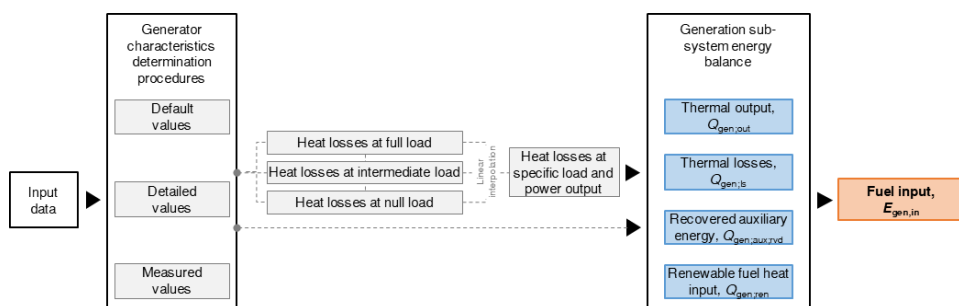 Input
data
Generator
characteristics
determination
procedures
Default
values
Detailed
values
Measured
values
Heat losses at full load
Heat losses at intermediate load
Heat losses at null load
Linear
interpolation
Heat losses at
specific load and
power output
Generation sub-
system energy
balance
Thermal output,
Qgen;out
Thermal losses,
Qgen;ls
Recovered auxiliary
energy, Qgen;aux;rvd
Renewable fuel heat
input, Qgen;ren
Fuel input,
Egen,in